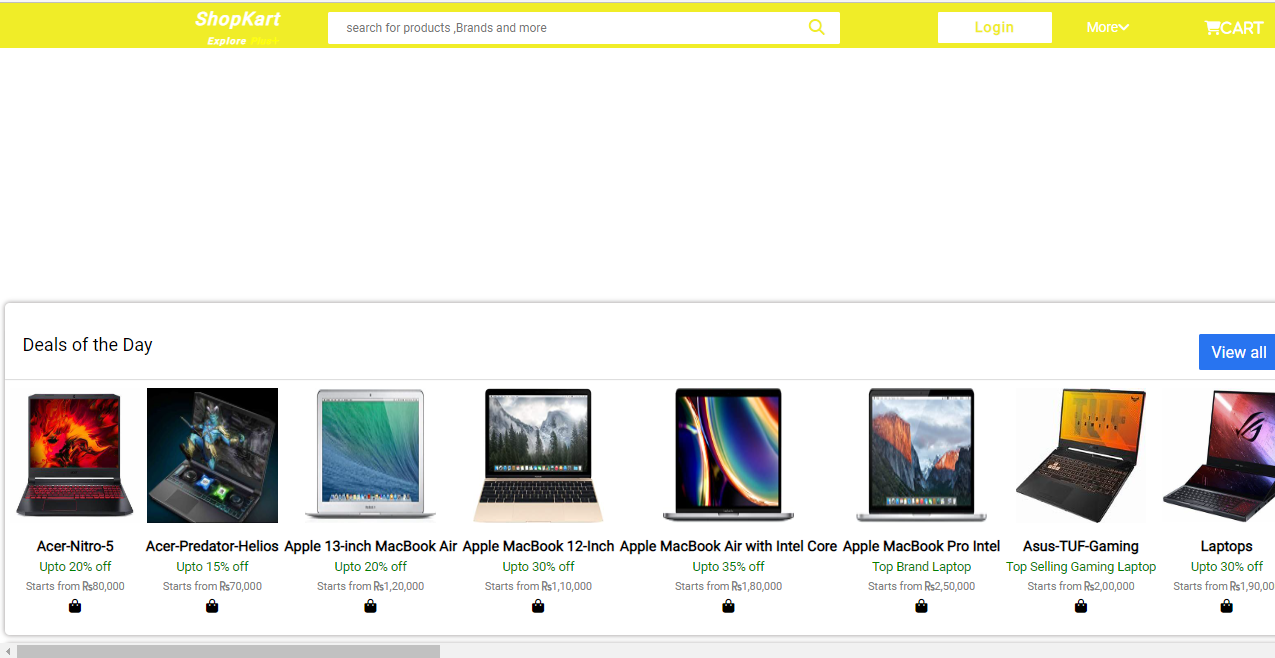 ShopKart
Explore Plus+
search for products ,Brands and more
Login
More
CART
Deals of the Day
View all
Acer-Nitro-5
Upto 20% off
Starts from ₨80,000
Acer-Predator-Helios
Upto 15% off
Starts from ₨70,000
Apple 13-inch MacBook Air
Upto 20% off
Starts from ₨1,20,000
Apple MacBook 12-Inch
Upto 30% off
Starts from ₨1,10,000
Apple MacBook Air with Intel Core
Upto 35% off
Starts from ₨1,80,000
Apple MacBook Pro Intel
Top Brand Laptop
Starts from ₨2,50,000
Asus-TUF-Gaming
Top Selling Gaming Laptop
Starts from ₨2,00,000
Laptops
Upto 30% off
Starts from ₨1,90,00